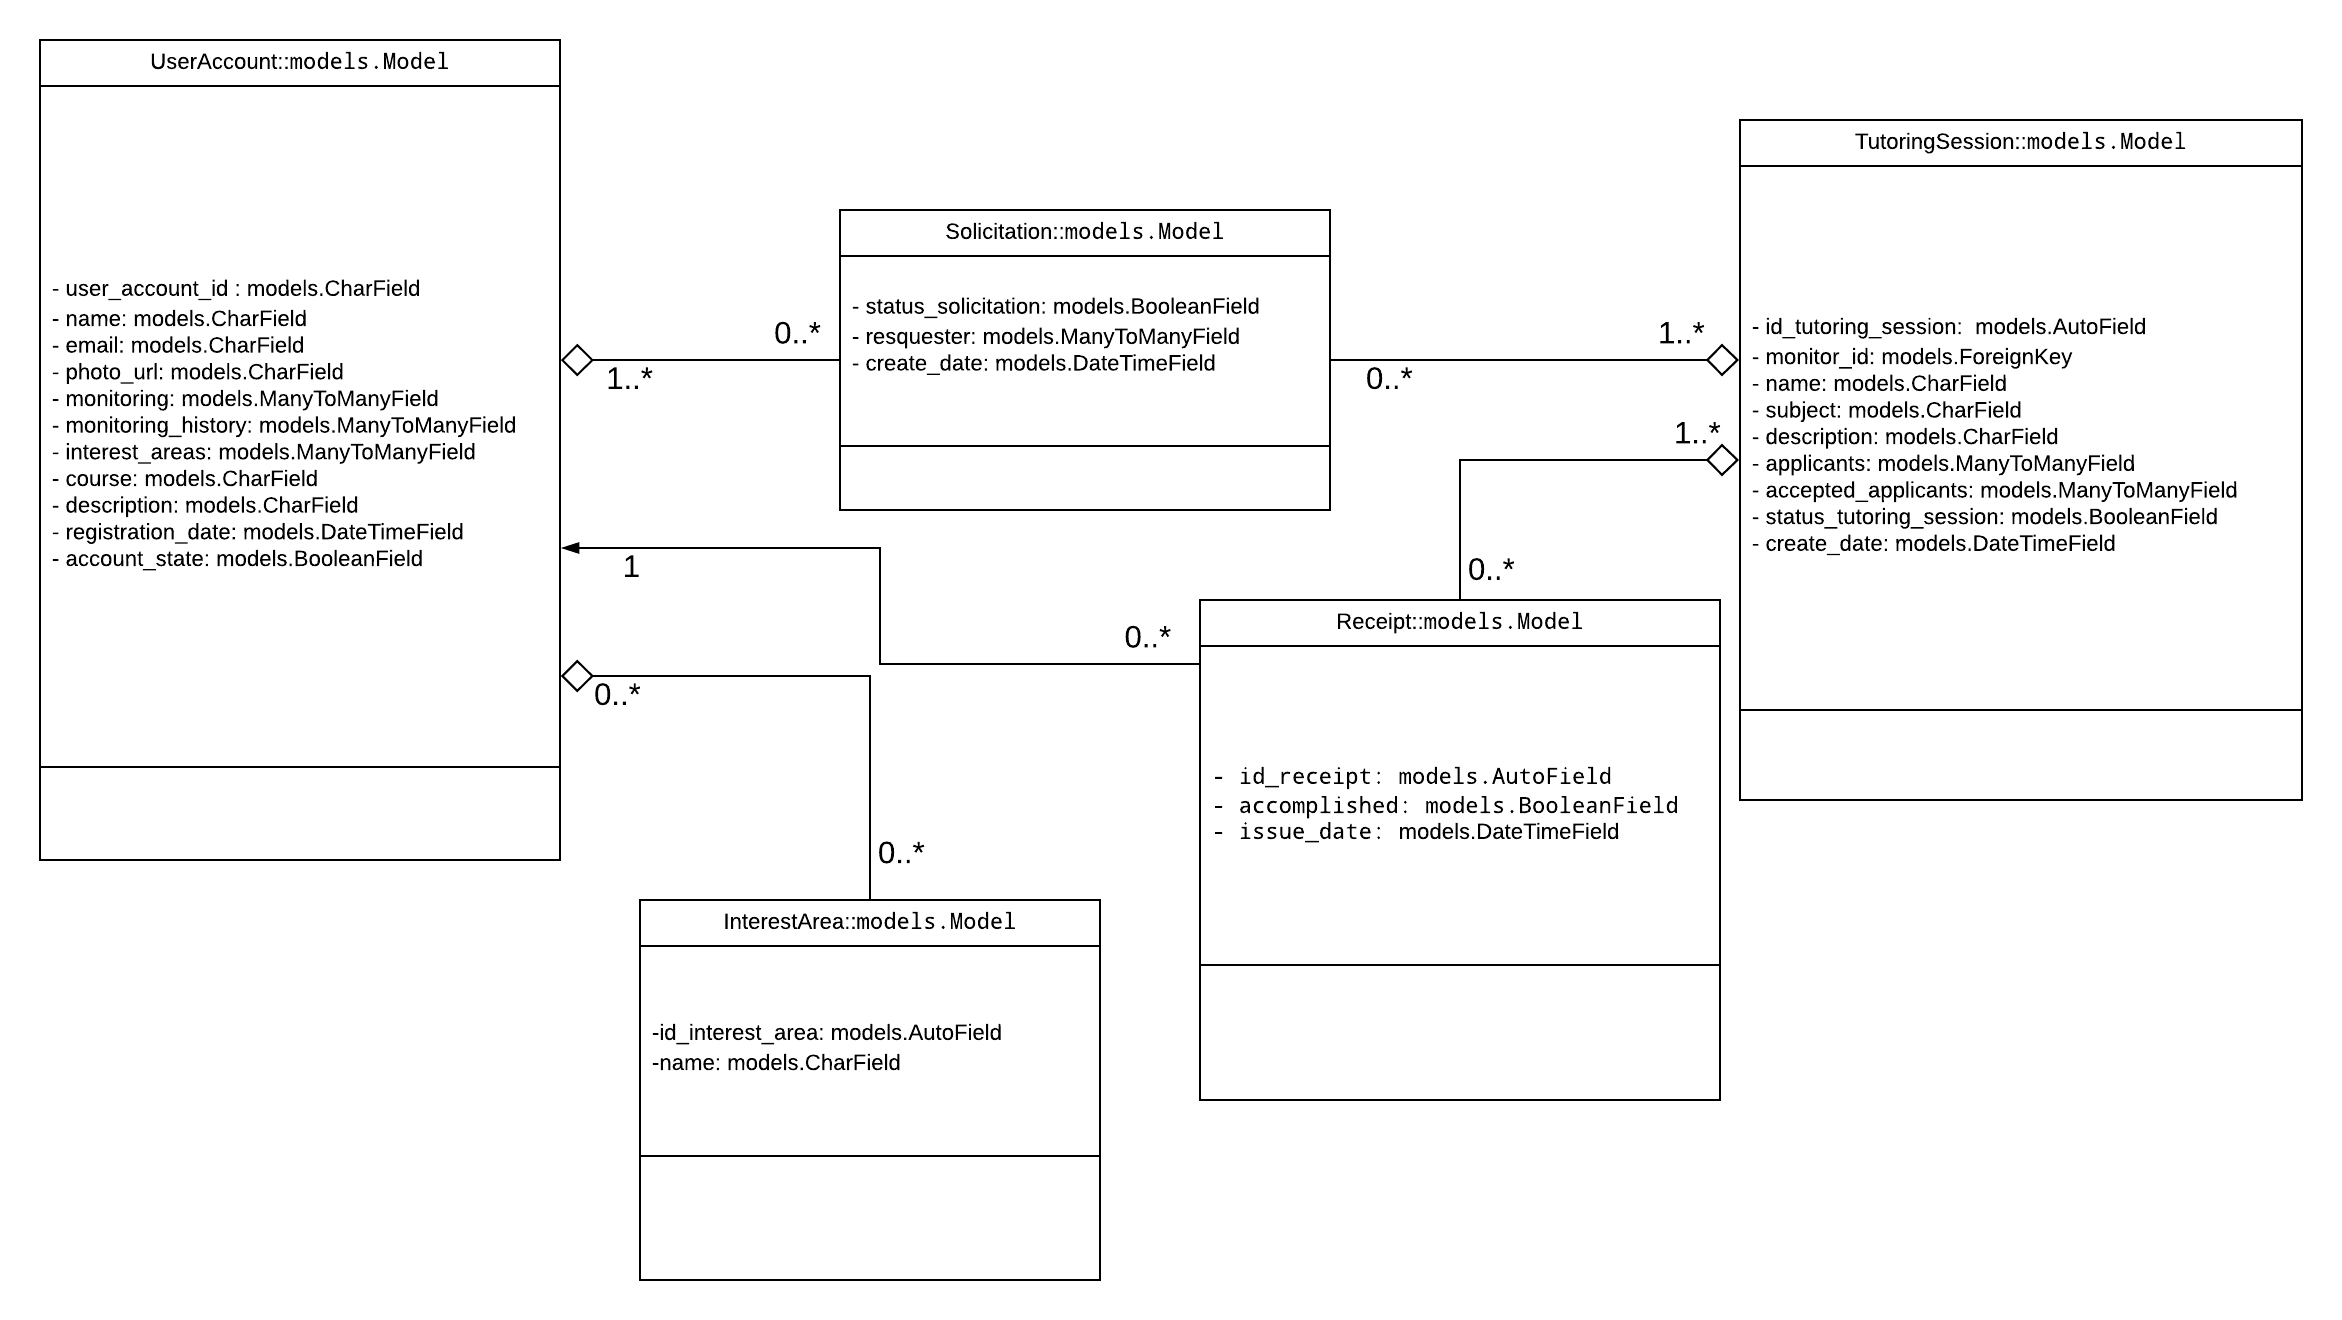 UserAccount::models.Model
- user_account_id : models.CharField
- name: models.CharField
- email: models.CharField
- photo_url: models.CharField
- monitoring: models.ManyToManyField
- monitoring_history: models.ManyToManyField
- interest_areas: models.ManyToManyField
- course: models.CharField
- description: models.CharField
- registration_date: models.DateTimeField
- account_state: models.BooleanField
0..*
1..*
1
0..*
Solicitation::models.Model
- status_solicitation: models.BooleanField
- resquester: models.ManyToManyField
- create_date: models.DateTimeField
1..*
0..*
1..*
0..*
0..*
TutoringSession::models.Model
- id_tutoring_session:  models.AutoField
- monitor_id: models.ForeignKey
- name: models.CharField
- subject: models.CharField
- description: models.CharField
- applicants: models.ManyToManyField
- accepted_applicants: models.ManyToManyField
- status_tutoring_session: models.BooleanField
- create_date: models.DateTimeField
Receipt::models.Model
- id_receipt: models.AutoField
- accomplished: models.BooleanField
- issue_date: models.DateTimeField
0..*
InterestArea::models.Model
-id_interest_area: models.AutoField
-name: models.CharField